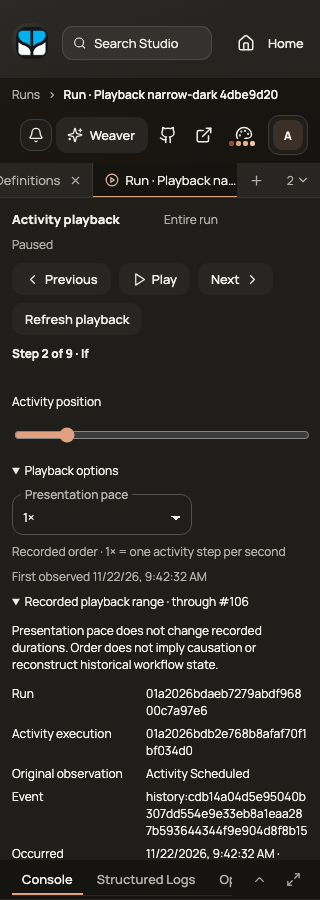 Search Studio
Home
Runs › Run · Playback narrow-dark 4dbe9d20
Weaver
A
Definitions ×
Run · Playback na...
+
2
Activity playback Entire run
Paused
Previous Play Next
Refresh playback
Step 2 of 9 · If
Activity position
Playback options
Presentation pace
1×
Recorded order · 1× = one activity step per second
First observed 11/22/26, 9:42:32 AM
Recorded playback range · through #106
Presentation pace does not change recorded
durations. Order does not imply causation or
reconstruct historical workflow state.
Run 01a2026bdaeb7279abdf968
00c7a97e6
Activity execution 01a2026bdb2e768b8afaf70f1
bf034d0
Original observation Activity Scheduled
Event history:cdb14a04d5e95040b
307dd554e9e33eb8a1eea28
7b593644344f9e904d8f8b15
Occurred 11/22/2026, 9:42:32 AM ·
Console Structured Logs